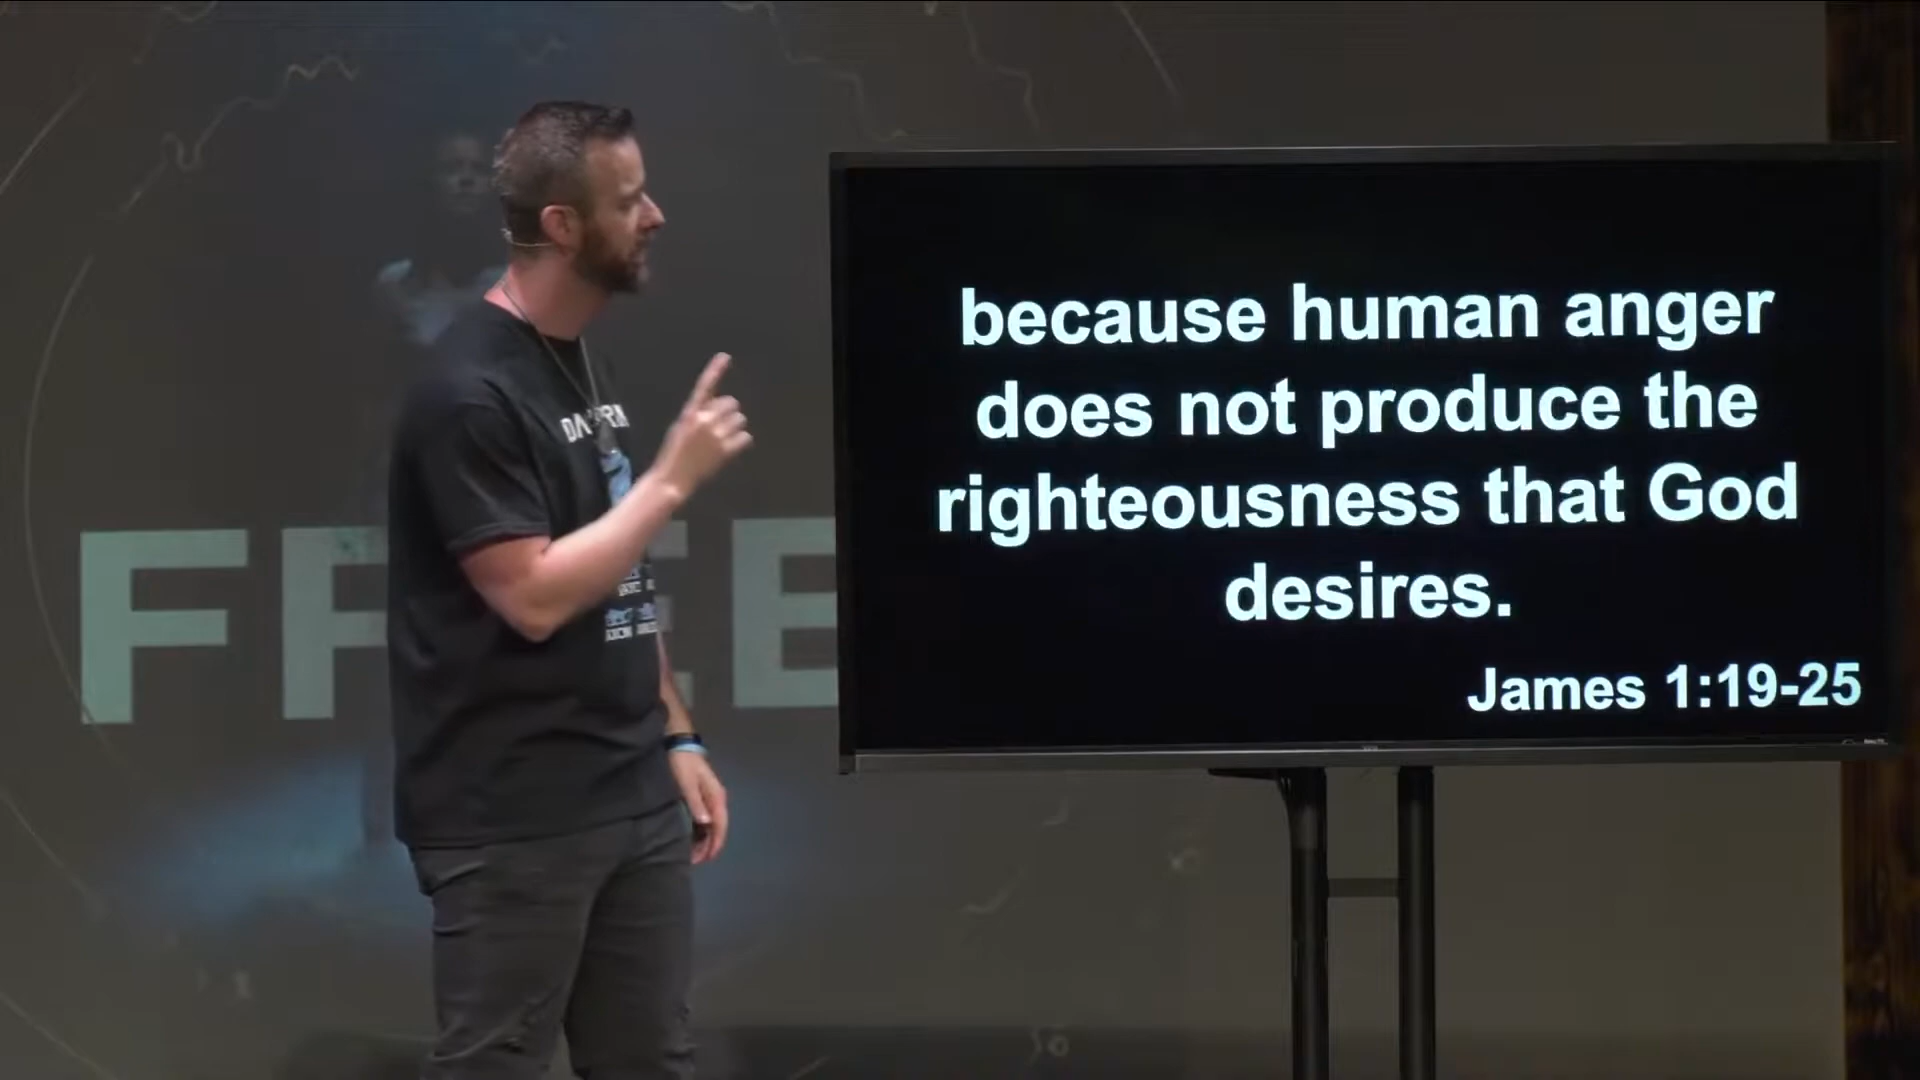 because human anger
does not produce the
righteousness that God
desires.
James 1:19-25